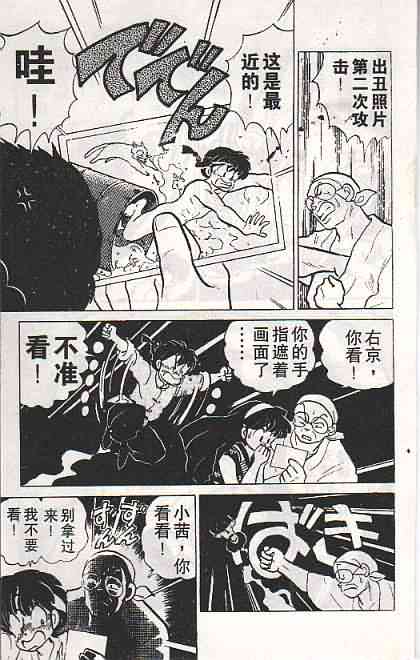 出丑照片
第二次攻
击！
这是最
近的！
ででんでん
哇！
右京，
你看！
你的手
指遮着
画面了
……
不准
看！
ばき
小茜，你
看看！
ずずん
别拿过
来！
我不要
看！